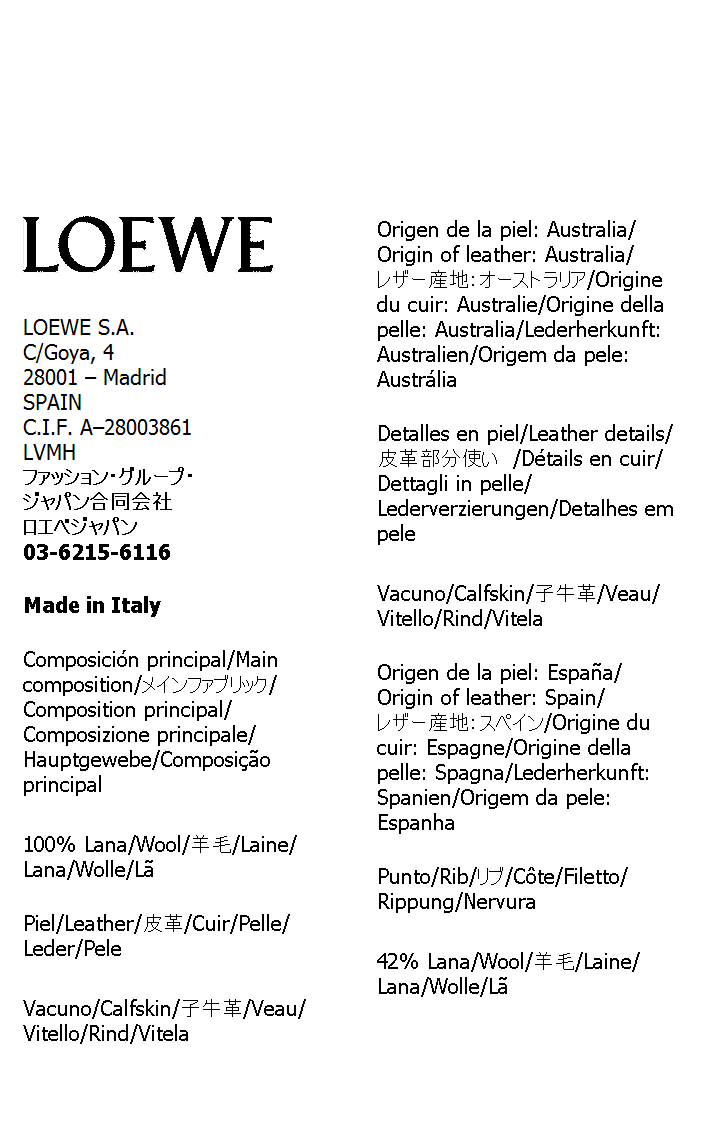 LOEWE
LOEWE S.A.
C/Goya, 4
28001 – Madrid
SPAIN
C.I.F. A–28003861
LVMH
ファッション・グループ・
ジャパン合同会社
ロエベジャパン
03-6215-6116
Made in Italy
Composición principal/Main
composition/メインファブリック/
Composition principal/
Composizione principale/
Hauptgewebe/Composição
principal
100% Lana/Wool/羊毛/Laine/
Lana/Wolle/Lã
Piel/Leather/皮革/Cuir/Pelle/
Leder/Pele
Vacuno/Calfskin/子牛革/Veau/
Vitello/Rind/Vitela
Origen de la piel: Australia/
Origin of leather: Australia/
レザー産地：オーストラリア/Origine
du cuir: Australie/Origine della
pelle: Australia/Lederherkunft:
Australien/Origem da pele:
Austrália
Detalles en piel/Leather details/
皮革部分使い /Détails en cuir/
Dettagli in pelle/
Lederverzierungen/Detalhes em
pele
Vacuno/Calfskin/子牛革/Veau/
Vitello/Rind/Vitela
Origen de la piel: España/
Origin of leather: Spain/
レザー産地：スペイン/Origine du
cuir: Espagne/Origine della
pelle: Spagna/Lederherkunft:
Spanien/Origem da pele:
Espanha
Punto/Rib/リブ/Côte/Filetto/
Rippung/Nervura
42% Lana/Wool/羊毛/Laine/
Lana/Wolle/Lã